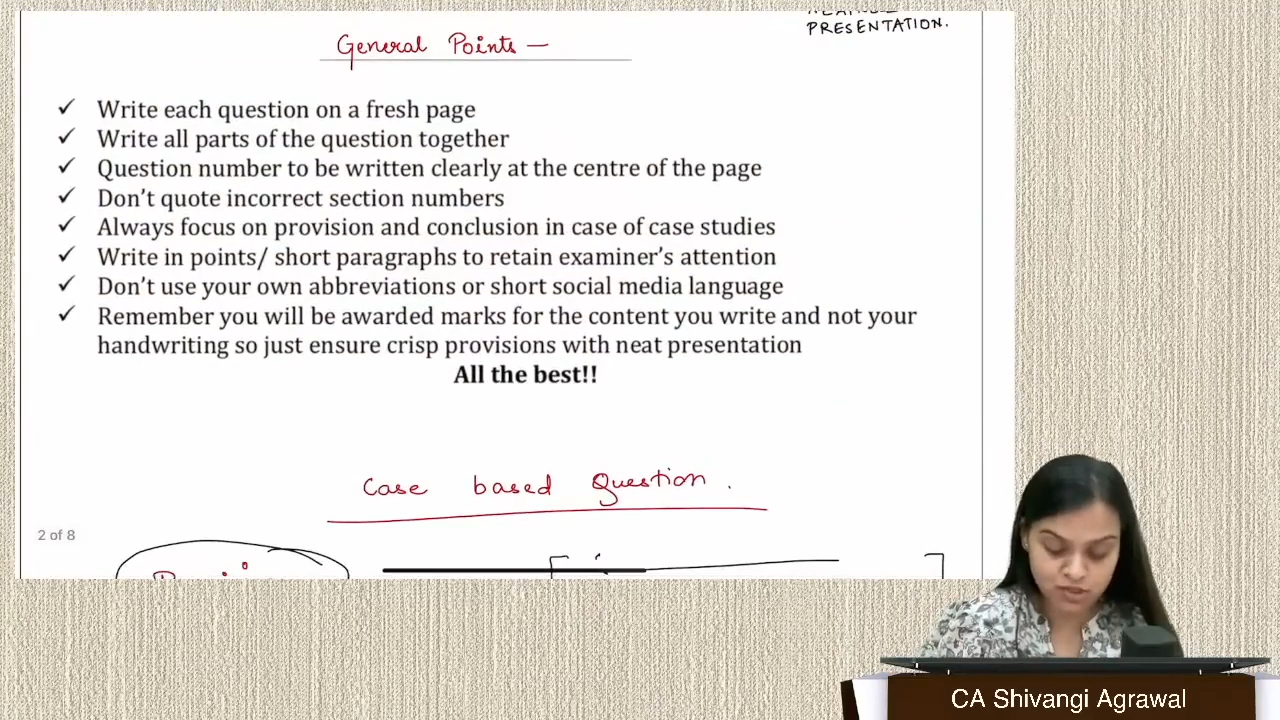 PRESENTATION.
General Points —
✓ Write each question on a fresh page
✓ Write all parts of the question together
✓ Question number to be written clearly at the centre of the page
✓ Don't quote incorrect section numbers
✓ Always focus on provision and conclusion in case of case studies
✓ Write in points/ short paragraphs to retain examiner's attention
✓ Don't use your own abbreviations or short social media language
✓ Remember you will be awarded marks for the content you write and not your
handwriting so just ensure crisp provisions with neat presentation
All the best!!
Case based Question.
2 of 8
CA Shivangi Agrawal